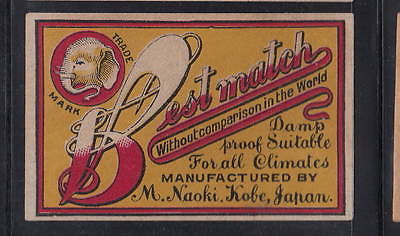 TRADE
MARK
Best match
Without comparison in the World
Damp
proof Suitable
For all Climates
MANUFACTURED BY
M. Naoki, Kobe, Japan.